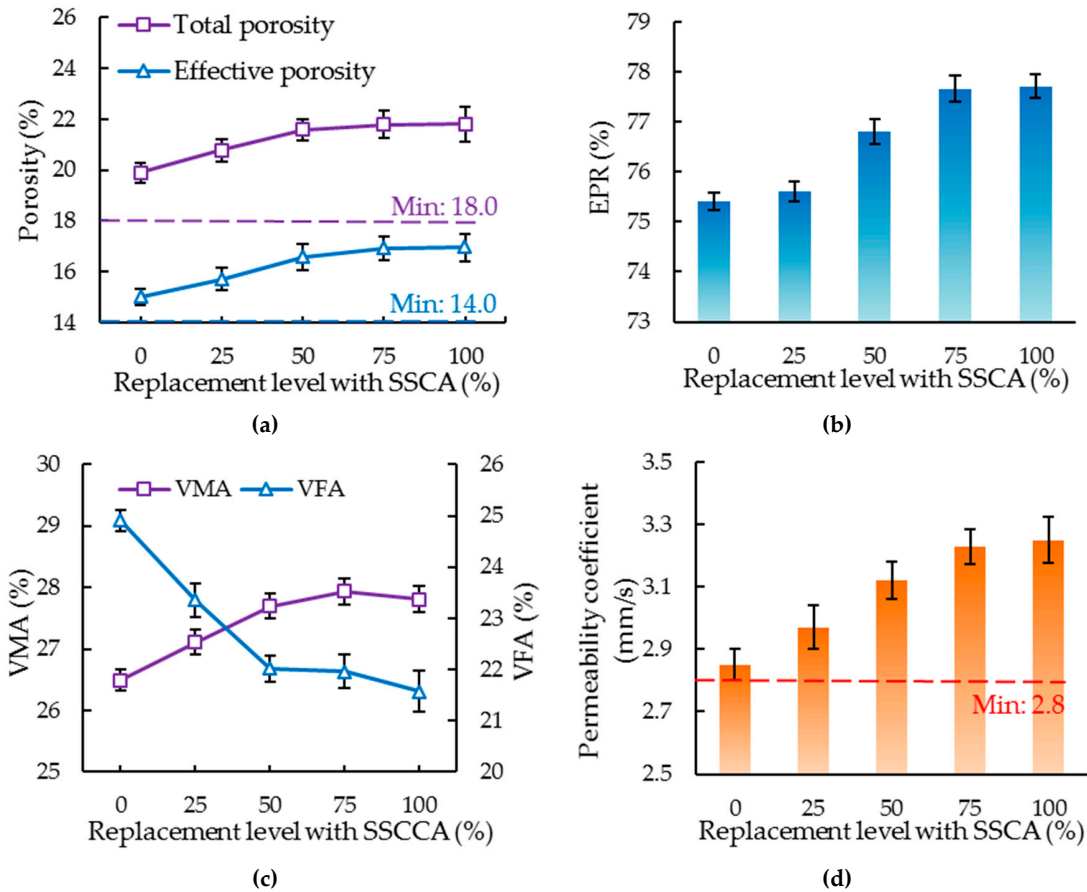 26
24
22
20
18
16
14
Porosity (%)
Total porosity
Effective porosity
Min: 18.0
Min: 14.0
0 25 50 75 100
Replacement level with SSCA (%)
(a)
79
78
77
76
75
74
73
EPR (%)
0 25 50 75 100
Replacement level with SSCA (%)
(b)
30
29
28
27
26
25
VMA (%)
VMA VFA
26
25
24
23
22
21
20
VFA (%)
0 25 50 75 100
Replacement level with SSCCA (%)
(c)
3.5
3.3
3.1
2.9
2.7
2.5
Permeability coefficient
(mm/s)
Min: 2.8
0 25 50 75 100
Replacement level with SSCA (%)
(d)